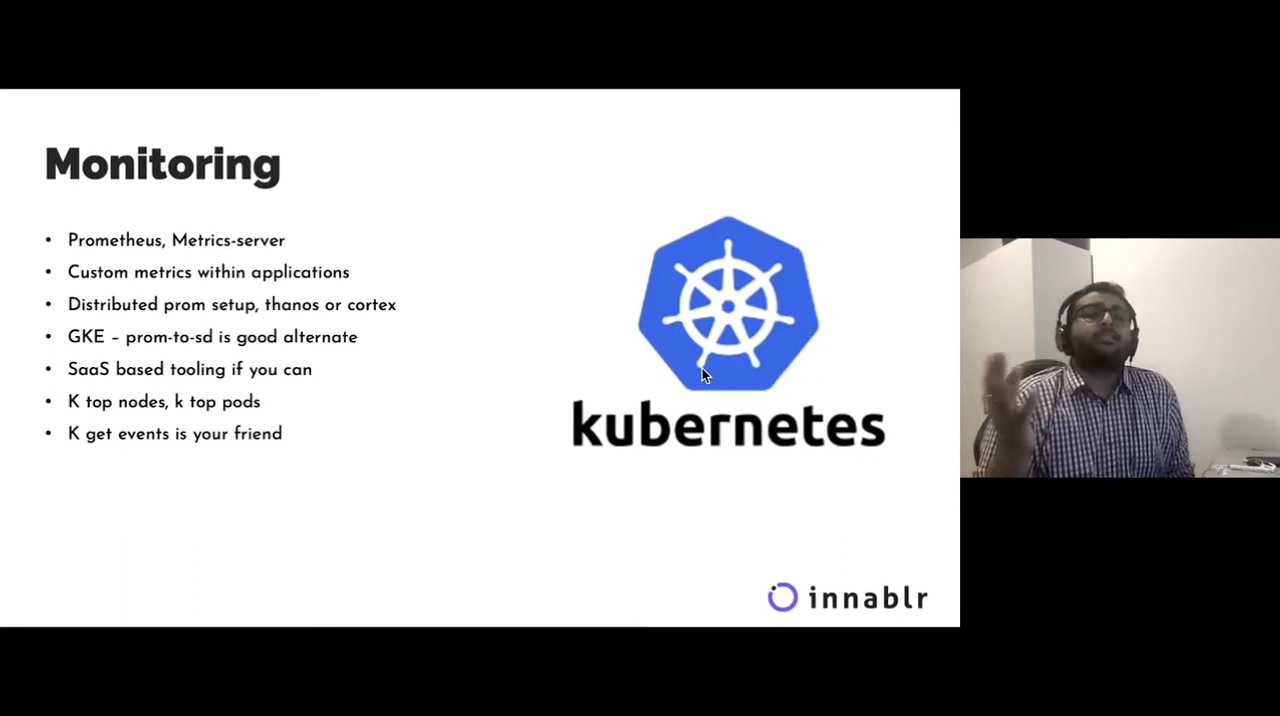 Monitoring
• Prometheus, Metrics-server
• Custom metrics within applications
• Distributed prom setup, thanos or cortex
• GKE – prom-to-sd is good alternate
• SaaS based tooling if you can
• K top nodes, k top pods
• K get events is your friend
kubernetes
innablr